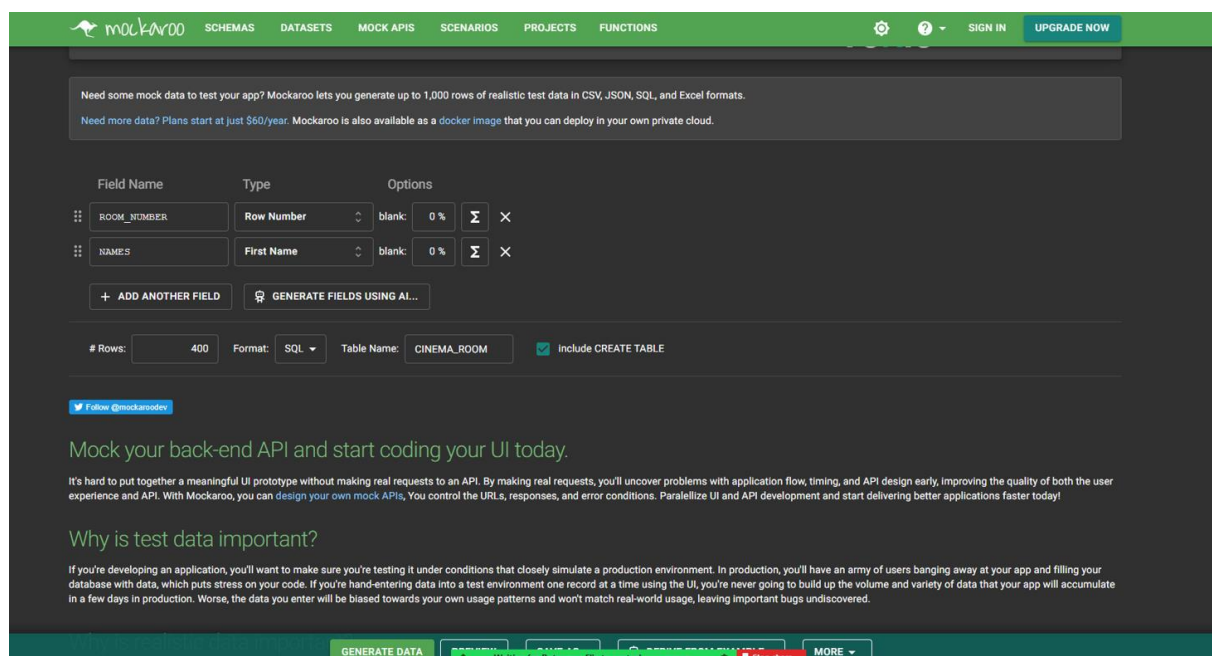 mockaroo SCHEMAS DATASETS MOCK APIS SCENARIOS PROJECTS FUNCTIONS ? SIGN IN UPGRADE NOW
Need some mock data to test your app? Mockaroo lets you generate up to 1,000 rows of realistic test data in CSV, JSON, SQL, and Excel formats.
Need more data? Plans start at just $60/year. Mockaroo is also available as a docker image that you can deploy in your own private cloud.
Field Name Type Options
ROOM_NUMBER Row Number blank: 0 % Σ ×
NAMES First Name blank: 0 % Σ ×
+ ADD ANOTHER FIELD GENERATE FIELDS USING AI...
# Rows: 400 Format: SQL Table Name: CINEMA_ROOM include CREATE TABLE
Follow @mockaroodev
Mock your back-end API and start coding your UI today.
It's hard to put together a meaningful UI prototype without making real requests to an API. By making real requests, you'll uncover problems with application flow, timing, and API design early, improving the quality of both the user
experience and API. With Mockaroo, you can design your own mock APIs, You control the URLs, responses, and error conditions. Paralellize UI and API development and start delivering better applications faster today!
Why is test data important?
If you're developing an application, you'll want to make sure you're testing it under conditions that closely simulate a production environment. In production, you'll have an army of users banging away at your app and filling your
database with data, which puts stress on your code. If you're hand-entering data into a test environment one record at a time using the UI, you're never going to build up the volume and variety of data that your app will accumulate
in a few days in production. Worse, the data you enter will be biased towards your own usage patterns and won't match real-world usage, leaving important bugs undiscovered.
Why is realistic data important
GENERATE DATA PREVIEW SAVE AS DERIVE FROM EXAMPLE MORE